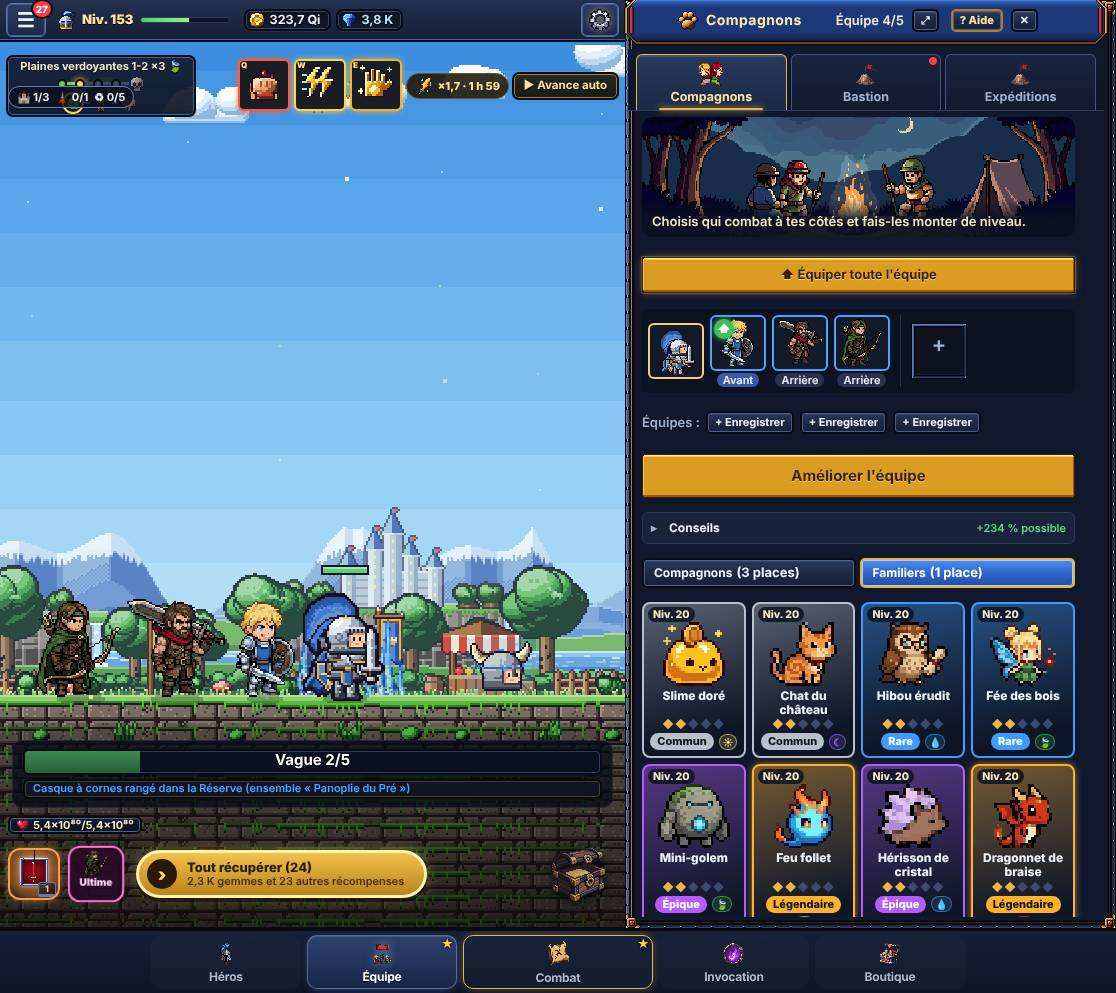 27
Niv. 153
323,7 Qi
3,8 K
Plaines verdoyantes 1-2 ×3
1/3
0/1
0/5
Q
W
E
×1,7 · 1 h 59
Avance auto
Vague 2/5
Casque à cornes rangé dans la Réserve (ensemble « Panoplie du Pré »)
5,4×10⁸⁰/5,4×10⁸⁰
1
Ultime
Tout récupérer (24)
2,3 K gemmes et 23 autres récompenses
Compagnons
Équipe 4/5
? Aide
Compagnons
Bastion
Expéditions
Choisis qui combat à tes côtés et fais-les monter de niveau.
Équiper toute l'équipe
Avant
Arrière
Arrière
+
Équipes :
+ Enregistrer
+ Enregistrer
+ Enregistrer
Améliorer l'équipe
Conseils
+234 % possible
Compagnons (3 places)
Familiers (1 place)
Niv. 20
Slime doré
Commun
Niv. 20
Chat du
château
Commun
Niv. 20
Hibou érudit
Rare
Niv. 20
Fée des bois
Rare
Niv. 20
Mini-golem
Épique
Niv. 20
Feu follet
Légendaire
Niv. 20
Hérisson de
cristal
Épique
Niv. 20
Dragonnet de
braise
Légendaire
Héros
Équipe
Combat
Invocation
Boutique